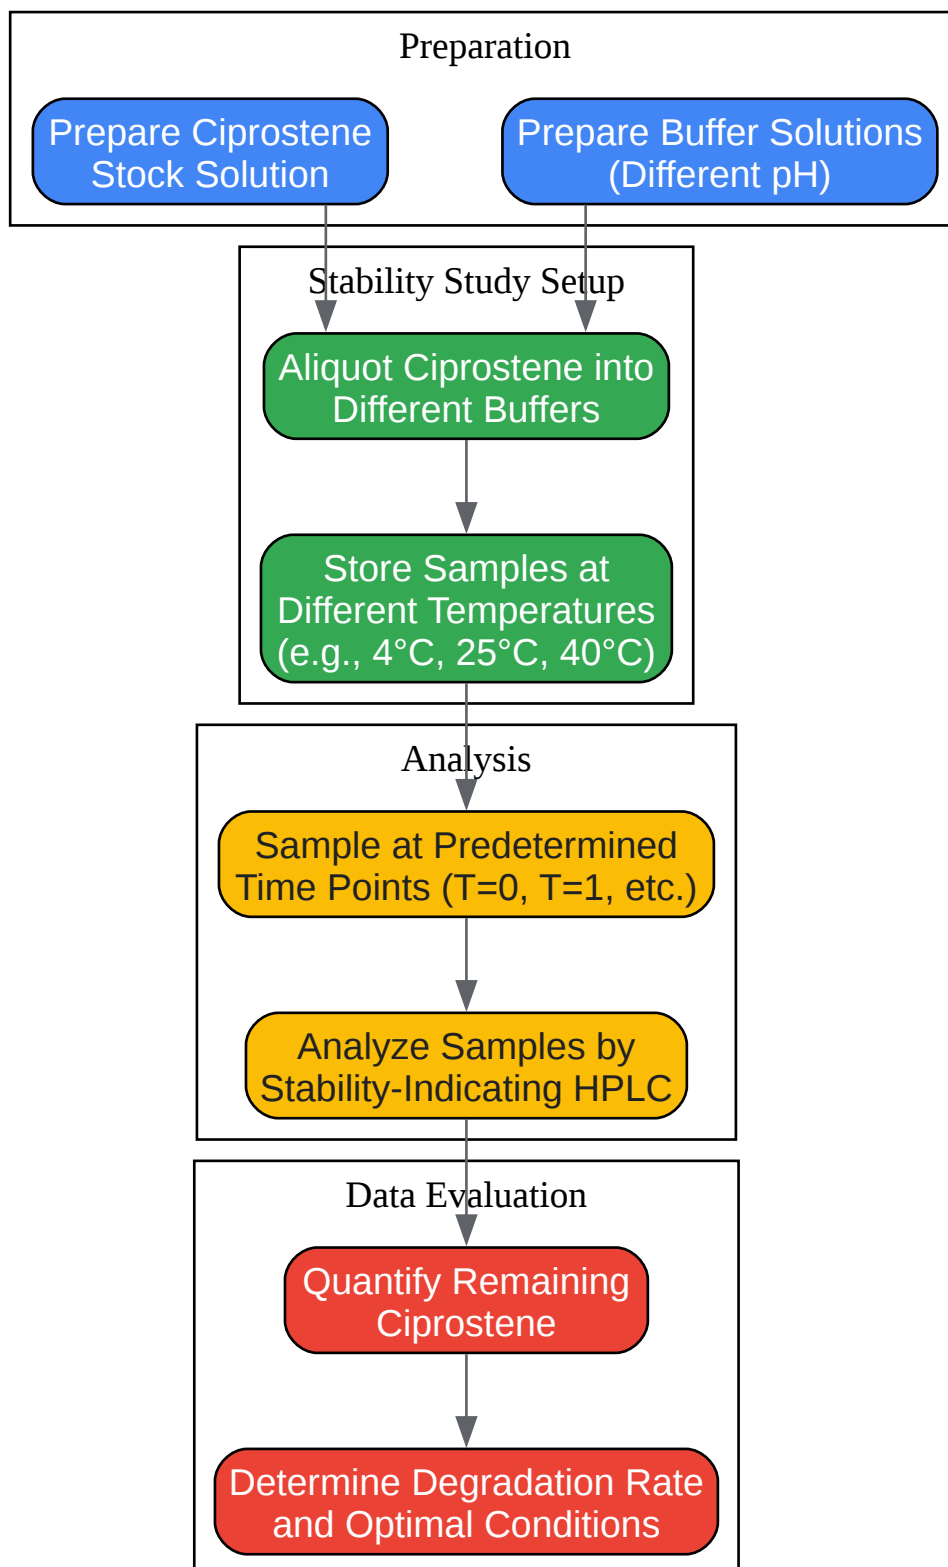 Preparation
Prepare Ciprostene
Stock Solution
Prepare Buffer Solutions
(Different pH)
Stability Study Setup
Aliquot Ciprostene into
Different Buffers
Store Samples at
Different Temperatures
(e.g., 4°C, 25°C, 40°C)
Analysis
Sample at Predetermined
Time Points (T=0, T=1, etc.)
Analyze Samples by
Stability-Indicating HPLC
Data Evaluation
Quantify Remaining
Ciprostene
Determine Degradation Rate
and Optimal Conditions